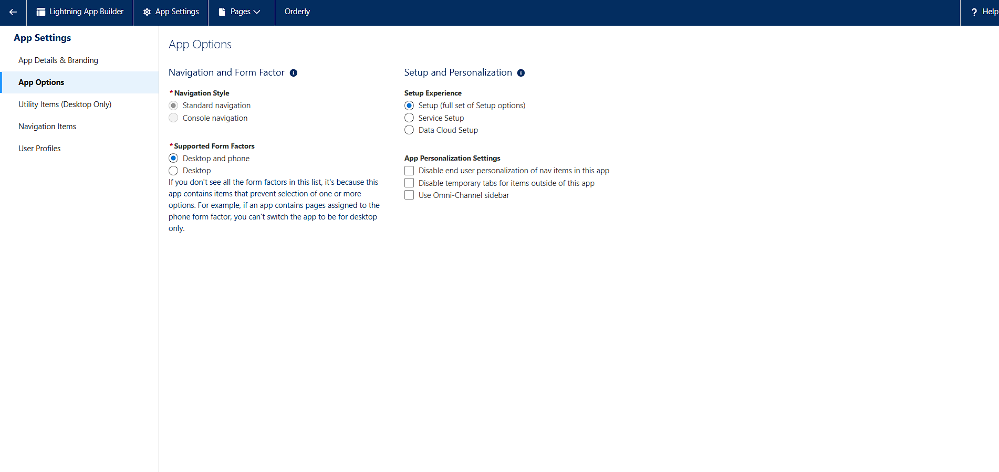 Lightning App Builder
App Settings
Pages
Orderly
? Help
App Settings
App Details & Branding
App Options
Utility Items (Desktop Only)
Navigation Items
User Profiles
App Options
Navigation and Form Factor
*Navigation Style
Standard navigation
Console navigation
*Supported Form Factors
Desktop and phone
Desktop
If you don't see all the form factors in this list, it's because this
app contains items that prevent selection of one or more
options. For example, if an app contains pages assigned to the
phone form factor, you can't switch the app to be for desktop
only.
Setup and Personalization
Setup Experience
Setup (full set of Setup options)
Service Setup
Data Cloud Setup
App Personalization Settings
Disable end user personalization of nav items in this app
Disable temporary tabs for items outside of this app
Use Omni-Channel sidebar